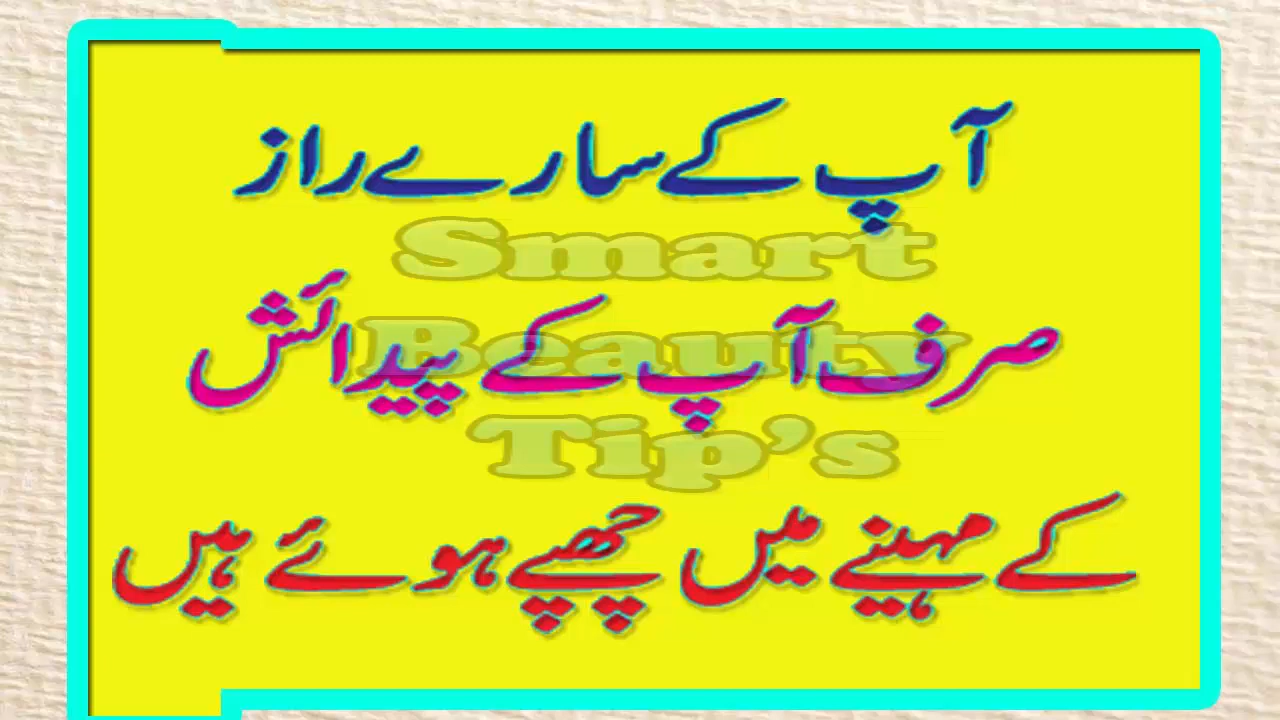 آپ کے سارے راز
Smart
صرف آپ کے پیدائش
Beauty
Tip's
کے مہینے میں چھپے ہوئے ہیں